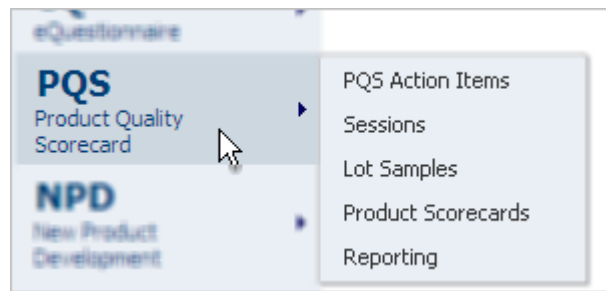 eQuestionnaire
PQS
Product Quality
Scorecard
NPD
New Product
Development
PQS Action Items
Sessions
Lot Samples
Product Scorecards
Reporting